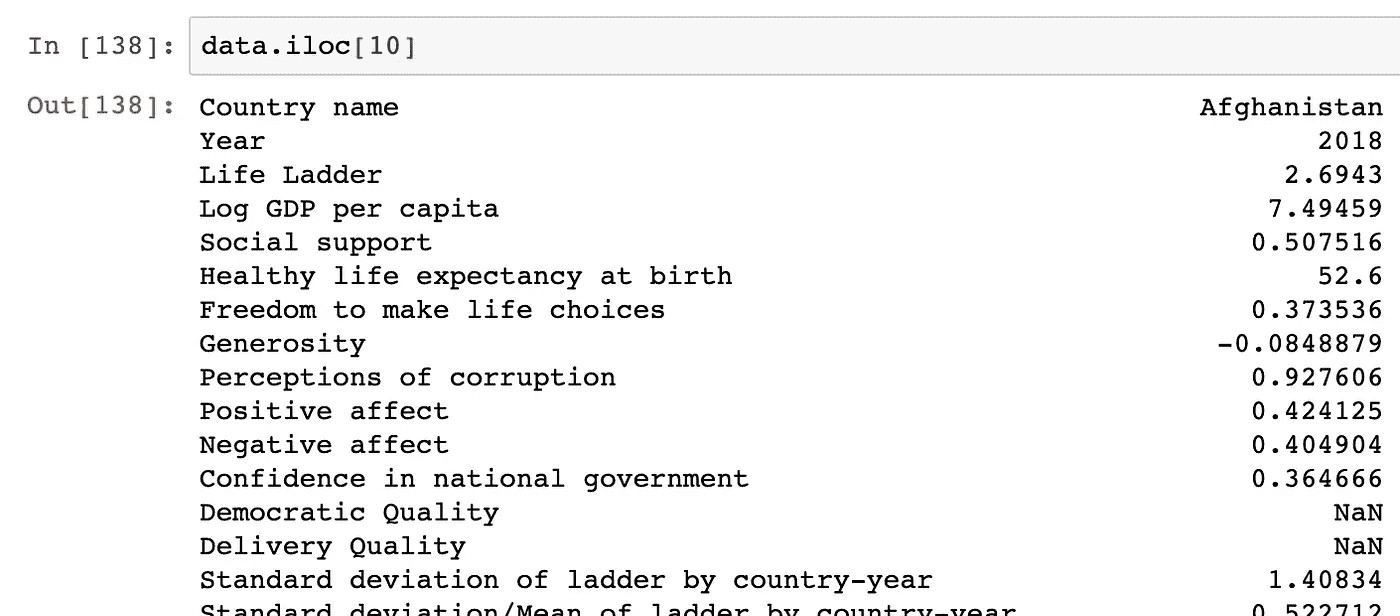 In [138]: data.iloc[10]
Out[138]: Country name Afghanistan
Year 2018
Life Ladder 2.6943
Log GDP per capita 7.49459
Social support 0.507516
Healthy life expectancy at birth 52.6
Freedom to make life choices 0.373536
Generosity -0.0848879
Perceptions of corruption 0.927606
Positive affect 0.424125
Negative affect 0.404904
Confidence in national government 0.364666
Democratic Quality NaN
Delivery Quality NaN
Standard deviation of ladder by country-year 1.40834
Standard deviation/Mean of ladder by country-year 0.522712